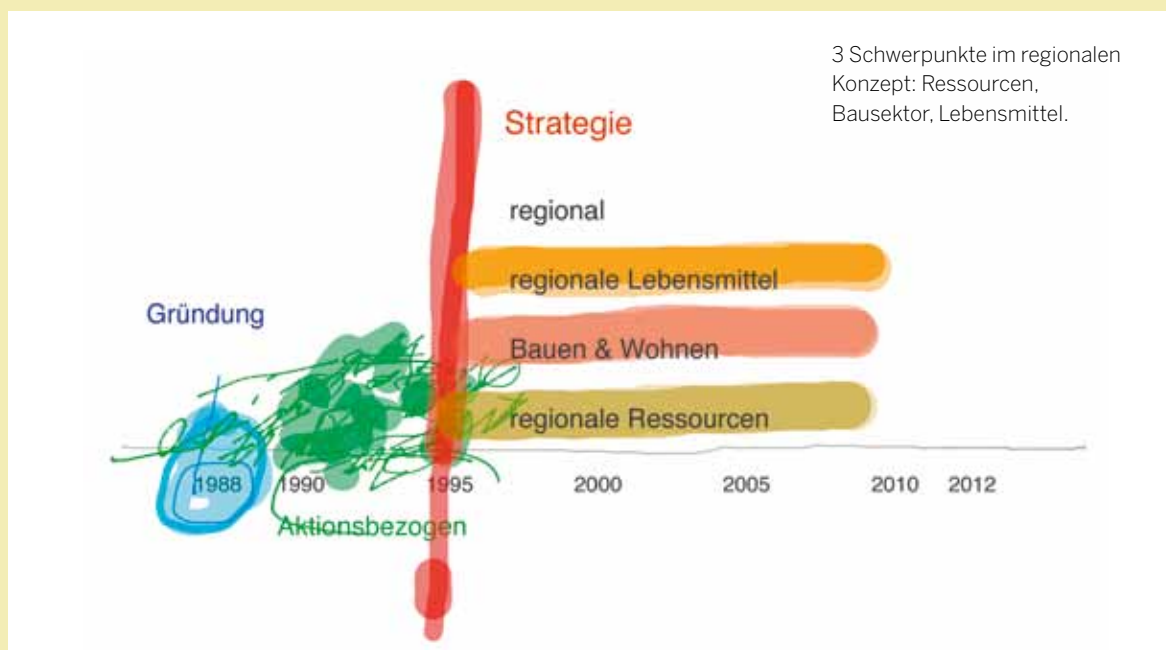 3 Schwerpunkte im regionalen
Konzept: Ressourcen,
Bausektor, Lebensmittel.
Strategie
regional
regionale Lebensmittel
Gründung
Bauen & Wohnen
regionale Ressourcen
1988 1990 1995 2000 2005 2010 2012
Aktionsbezogen